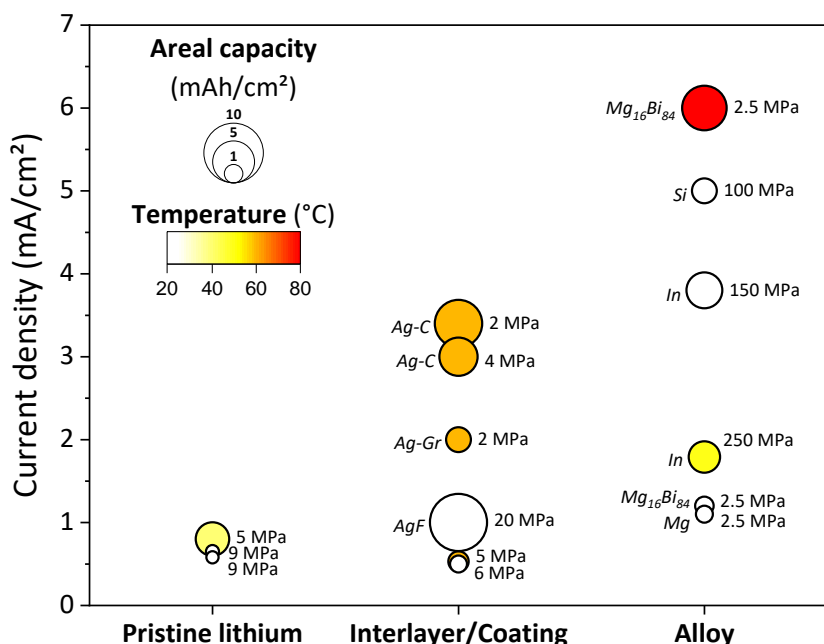 Areal capacity
(mAh/cm²)
10
5
1
Temperature (°C)
20 40 60 80
Current density (mA/cm²)
7
6
5
4
3
2
1
0
5 MPa
9 MPa
9 MPa
Ag-C 2 MPa
Ag-C 4 MPa
Ag-Gr 2 MPa
AgF 20 MPa
5 MPa
6 MPa
Mg₁₆Bi₈₄ 2.5 MPa
Si 100 MPa
In 150 MPa
In 250 MPa
Mg₁₆Bi₈₄ 2.5 MPa
Mg 2.5 MPa
Pristine lithium Interlayer/Coating Alloy